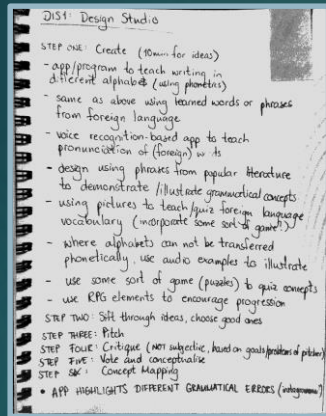 DIS1: Design Studio
STEP ONE: Create (10min for ideas)
- app/program to teach writing in
different alphabet (using phonetics)
- same as above using learned words or phrases
from foreign language
- voice recognition-based app to teach
pronunciation of (foreign)
- design using phrases from popular literature
to demonstrate/illustrate grammatical concepts
- using pictures to teach/quiz foreign language
vocabulary (incorporate some sort of game?)
- where alphabets can not be transferred
phonetically, use audio examples to illustrate
- use some sort of game (puzzles) to quiz concepts
- use RPG elements to encourage progression
STEP TWO: Sift through ideas, choose good ones
STEP THREE: Pitch
STEP FOUR: Critique (NOT subjective, based on goals/problems of pitcher)
STEP FIVE: Vote and conceptualise
STEP SIX: Concept Mapping
• APP HIGHLIGHTS DIFFERENT GRAMMATICAL ERRORS